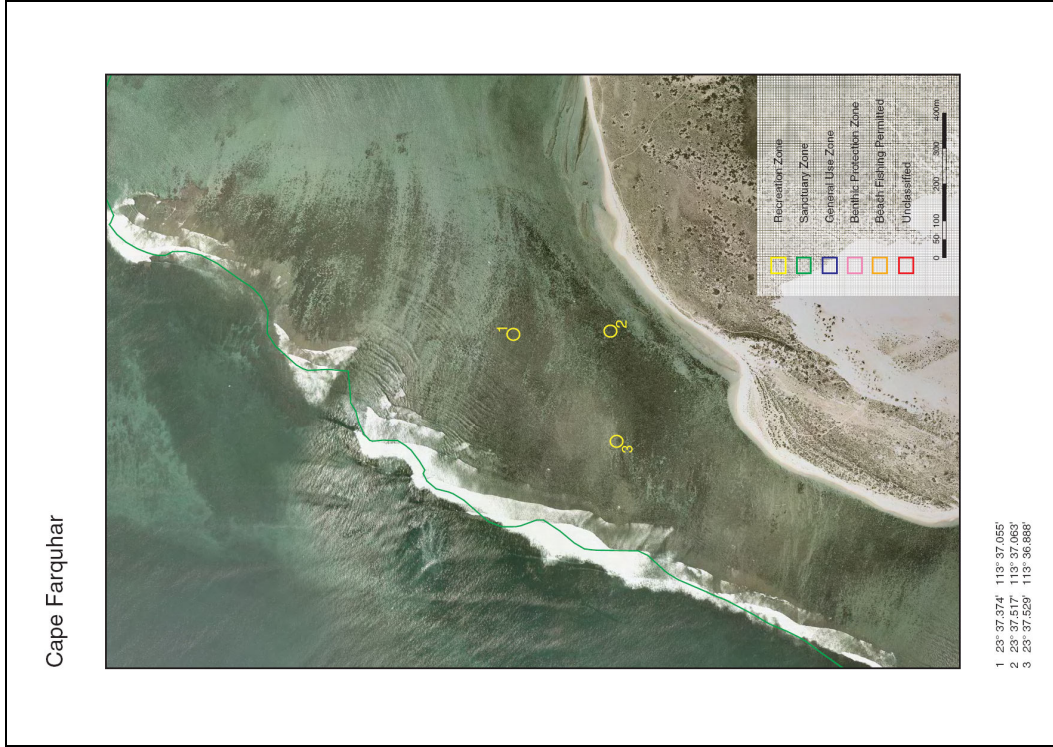 Cape Farquhar
1
2
3
Recreation Zone
Sanctuary Zone
General Use Zone
Benthic Protection Zone
Beach Fishing Permitted
Unclassified
0 50 100 200 300 400m
1 23° 37.374' 113° 37.055'
2 23° 37.517' 113° 37.063'
3 23° 37.529' 113° 36.888'